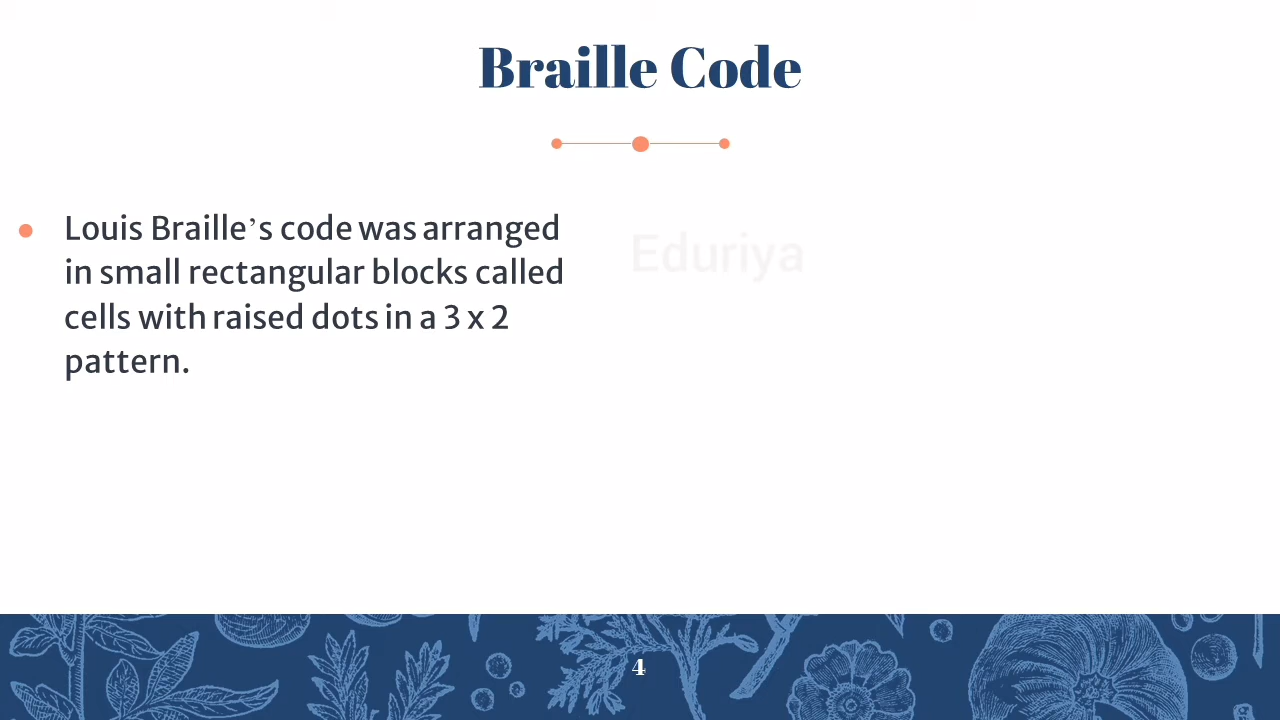 Braille Code
Louis Braille’s code was arranged
in small rectangular blocks called
cells with raised dots in a 3 x 2
pattern.
Eduriya
4